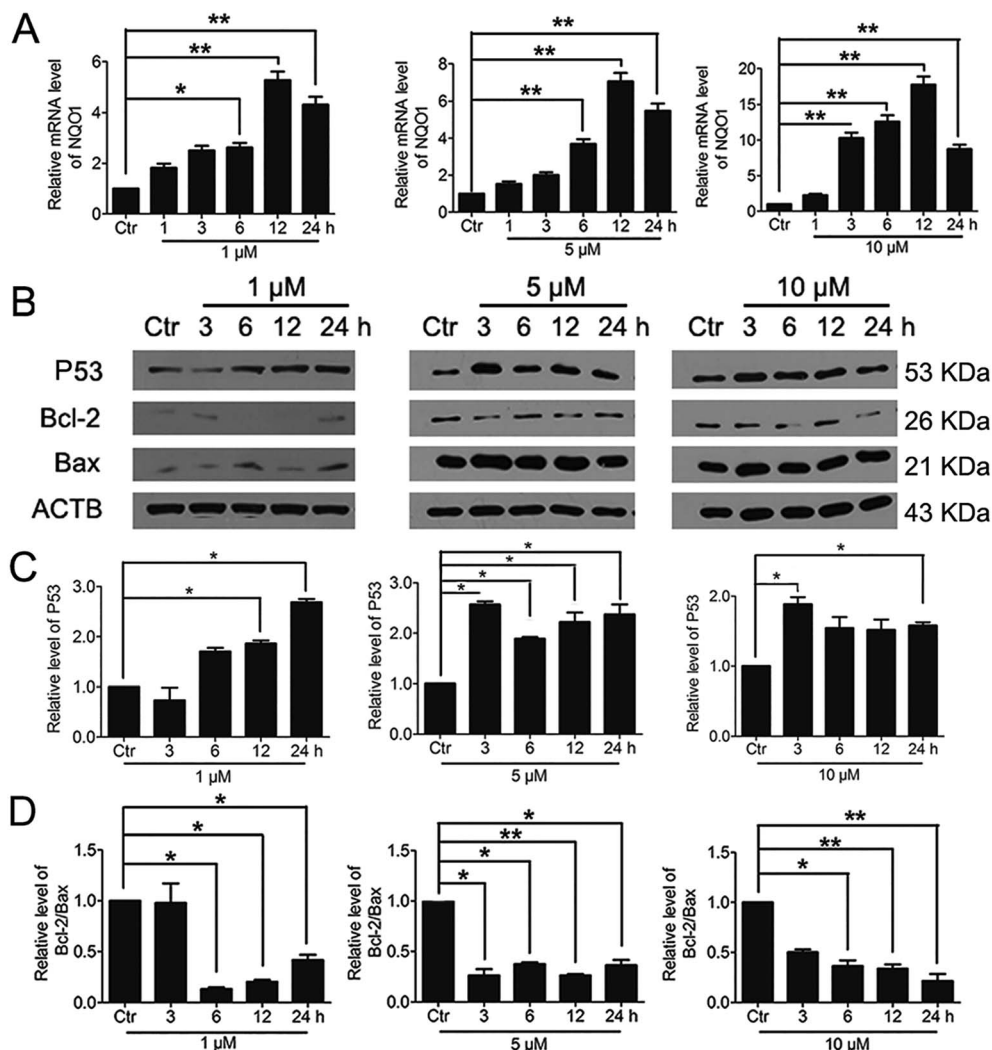 A
Relative mRNA level of NQO1
6
4
2
0
* ** **
Ctr 1 3 6 12 24 h
1 µM
Relative mRNA level of NQO1
8
6
4
2
0
** ** **
Ctr 1 3 6 12 24 h
5 µM
Relative mRNA level of NQO1
20
15
10
5
0
** ** ** **
Ctr 1 3 6 12 24 h
10 µM
B
1 µM 5 µM 10 µM
Ctr 3 6 12 24 h Ctr 3 6 12 24 h Ctr 3 6 12 24 h
P53 53 KDa
Bcl-2 26 KDa
Bax 21 KDa
ACTB 43 KDa
C
Relative level of P53
3.0
2.0
1.0
0.0
* *
Ctr 3 6 12 24 h
1 µM
Relative level of P53
3.0
2.0
1.0
0.0
* * * *
Ctr 3 6 12 24 h
5 µM
Relative level of P53
2.0
1.0
0.0
* *
Ctr 3 6 12 24 h
10 µM
D
Relative level of Bcl-2/Bax
1.5
1.0
0.5
0.0
* * *
Ctr 3 6 12 24 h
1 µM
Relative level of Bcl-2/Bax
1.5
1.0
0.5
0.0
* * ** *
Ctr 3 6 12 24 h
5 µM
Relative level of Bcl-2/Bax
1.5
1.0
0.5
0.0
* ** **
Ctr 3 6 12 24 h
10 µM